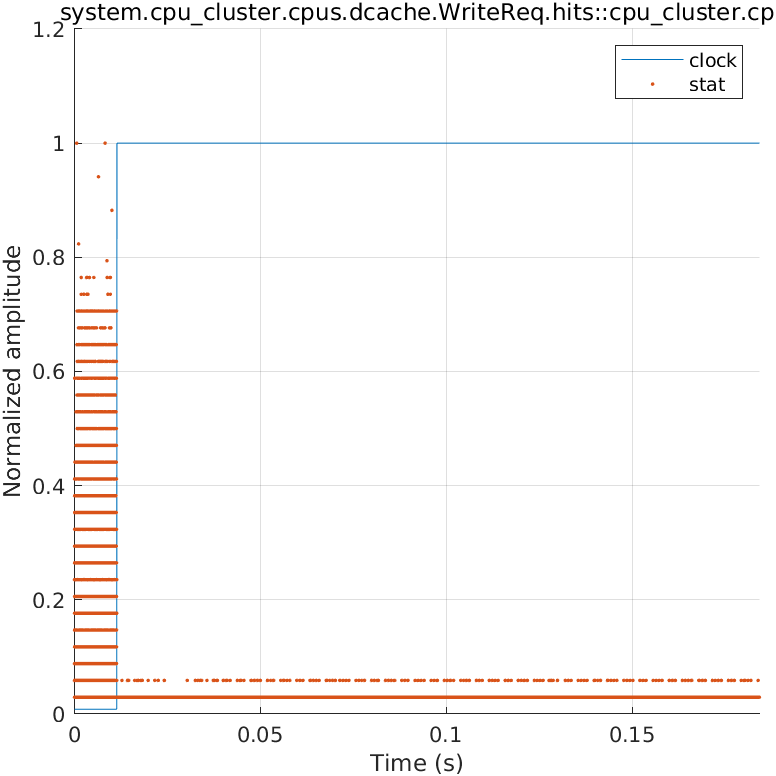 system.cpu_cluster.cpus.dcache.WriteReq.hits::cpu_cluster.cp
clock
stat
1.2
1
0.8
0.6
0.4
0.2
0
Normalized amplitude
0
0.05
0.1
0.15
Time (s)